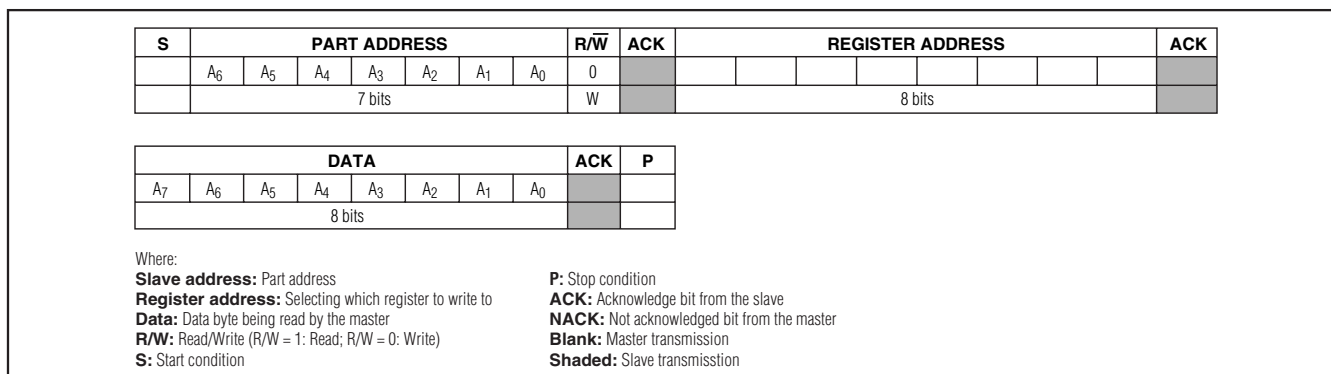 S PART ADDRESS R/W̅ ACK REGISTER ADDRESS ACK
A6 A5 A4 A3 A2 A1 A0 0
7 bits W 8 bits
DATA ACK P
A7 A6 A5 A4 A3 A2 A1 A0
8 bits
Where:
Slave address: Part address
Register address: Selecting which register to write to
Data: Data byte being read by the master
R/W: Read/Write (R/W = 1: Read; R/W = 0: Write)
S: Start condition
P: Stop condition
ACK: Acknowledge bit from the slave
NACK: Not acknowledged bit from the master
Blank: Master transmission
Shaded: Slave transmisstion